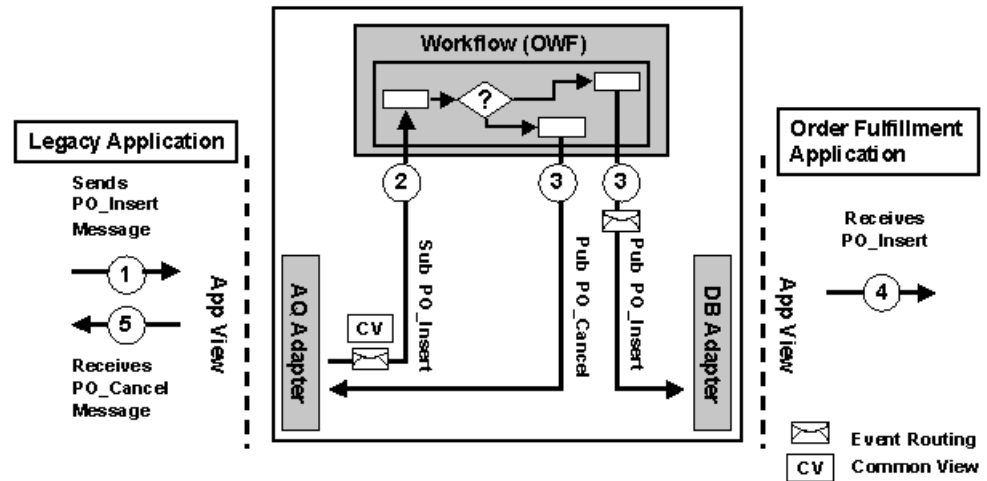 Workflow (OWF)
?
Legacy Application
Order Fulfillment
Application
Sends
PO_Insert
Message
1
5
Receives
PO_Cancel
Message
App View
AQ Adapter
CV
2
Sub PO_Insert
3
Pub PO_Cancel
3
Pub PO_Insert
DB Adapter
App View
Receives
PO_Insert
4
Event Routing
CV Common View